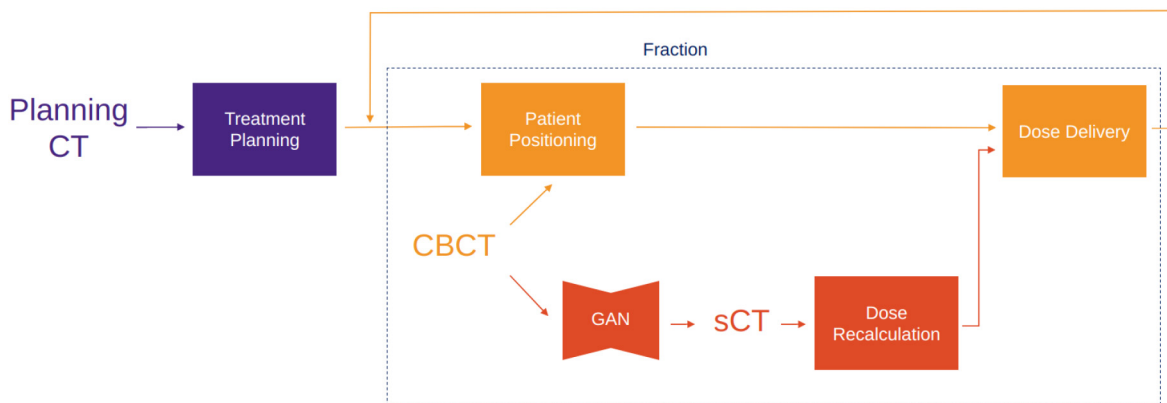 Fraction
Planning
CT
Treatment
Planning
Patient
Positioning
Dose Delivery
CBCT
GAN
sCT
Dose
Recalculation